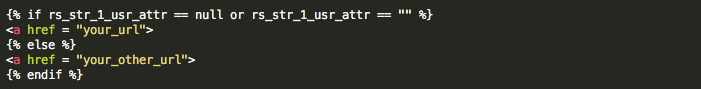 {% if rs_str_1_usr_attr == null or rs_str_1_usr_attr == "" %}
<a href = "your_url">
{% else %}
<a href = "your_other_url">
{% endif %}